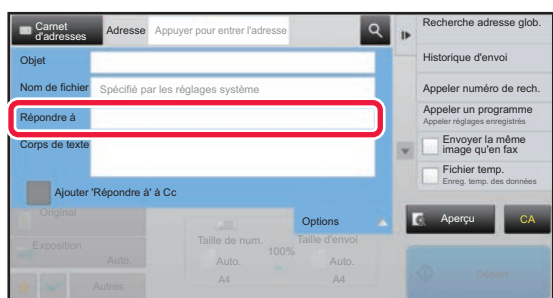 Carnet d'adresses
Adresse Appuyer pour entrer l'adresse
Objet
Nom de fichier Spécifié par les réglages système
Répondre à
Corps de texte
Ajouter 'Répondre à' à Cc
Options
Original
Exposition
Auto.
Autres
Taille de num.
100%
Taille d'envoi
Auto.
Auto.
A4
A4
Recherche adresse glob.
Historique d'envoi
Appeler numéro de rech.
Appeler un programme
Appeler réglages enregistrés
Envoyer la même
image qu'en fax
Fichier temp.
Enreg. temp. des données
Aperçu
CA
Départ